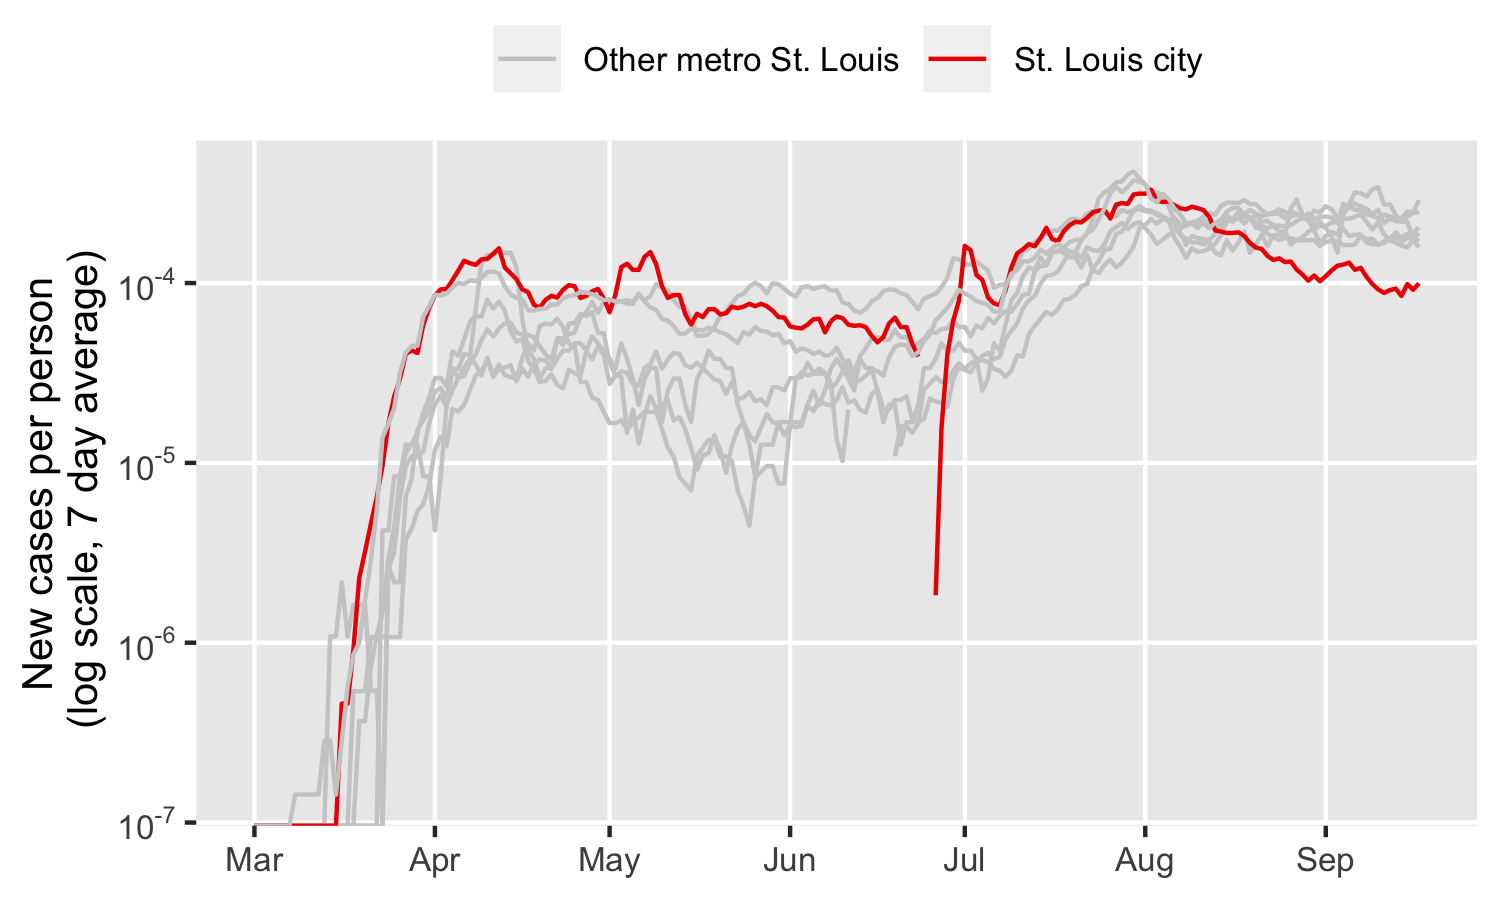 Other metro St. Louis
St. Louis city
New cases per person
(log scale, 7 day average)
10⁻⁴
10⁻⁵
10⁻⁶
10⁻⁷
Mar
Apr
May
Jun
Jul
Aug
Sep